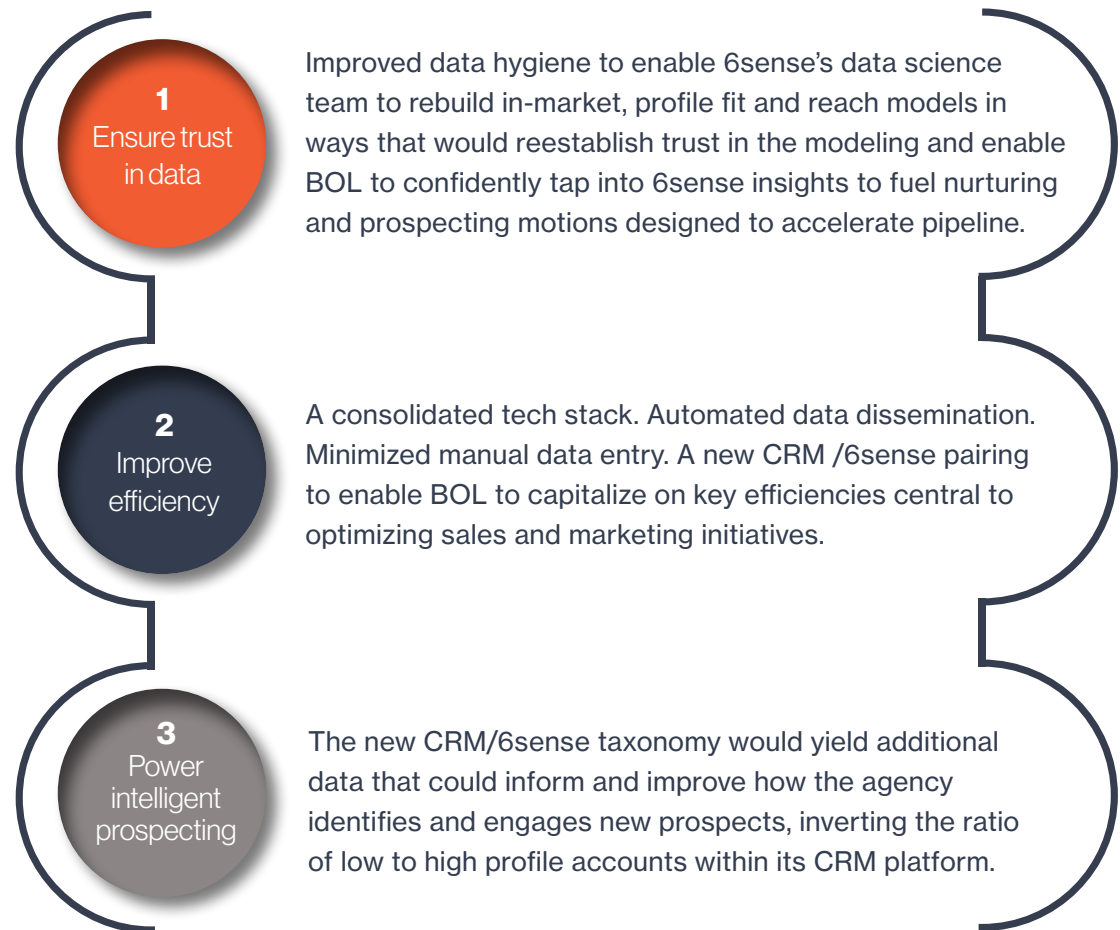 1
Ensure trust
in data
Improved data hygiene to enable 6sense’s data science
team to rebuild in-market, profile fit and reach models in
ways that would reestablish trust in the modeling and enable
BOL to confidently tap into 6sense insights to fuel nurturing
and prospecting motions designed to accelerate pipeline.
2
Improve
efficiency
A consolidated tech stack. Automated data dissemination.
Minimized manual data entry. A new CRM /6sense pairing
to enable BOL to capitalize on key efficiencies central to
optimizing sales and marketing initiatives.
3
Power
intelligent
prospecting
The new CRM/6sense taxonomy would yield additional
data that could inform and improve how the agency
identifies and engages new prospects, inverting the ratio
of low to high profile accounts within its CRM platform.